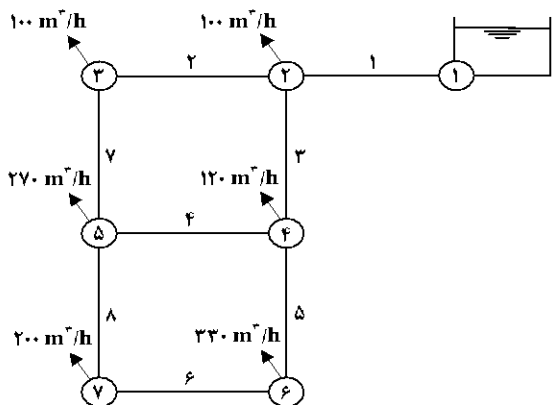 ۱۰۰ m³/h
۱۰۰ m³/h
۳
۲
۲
۱
۱
۷
۳
۲۷۰ m³/h
۱۲۰ m³/h
۵
۴
۴
۸
۵
۲۰۰ m³/h
۳۳۰ m³/h
۷
۶
۶